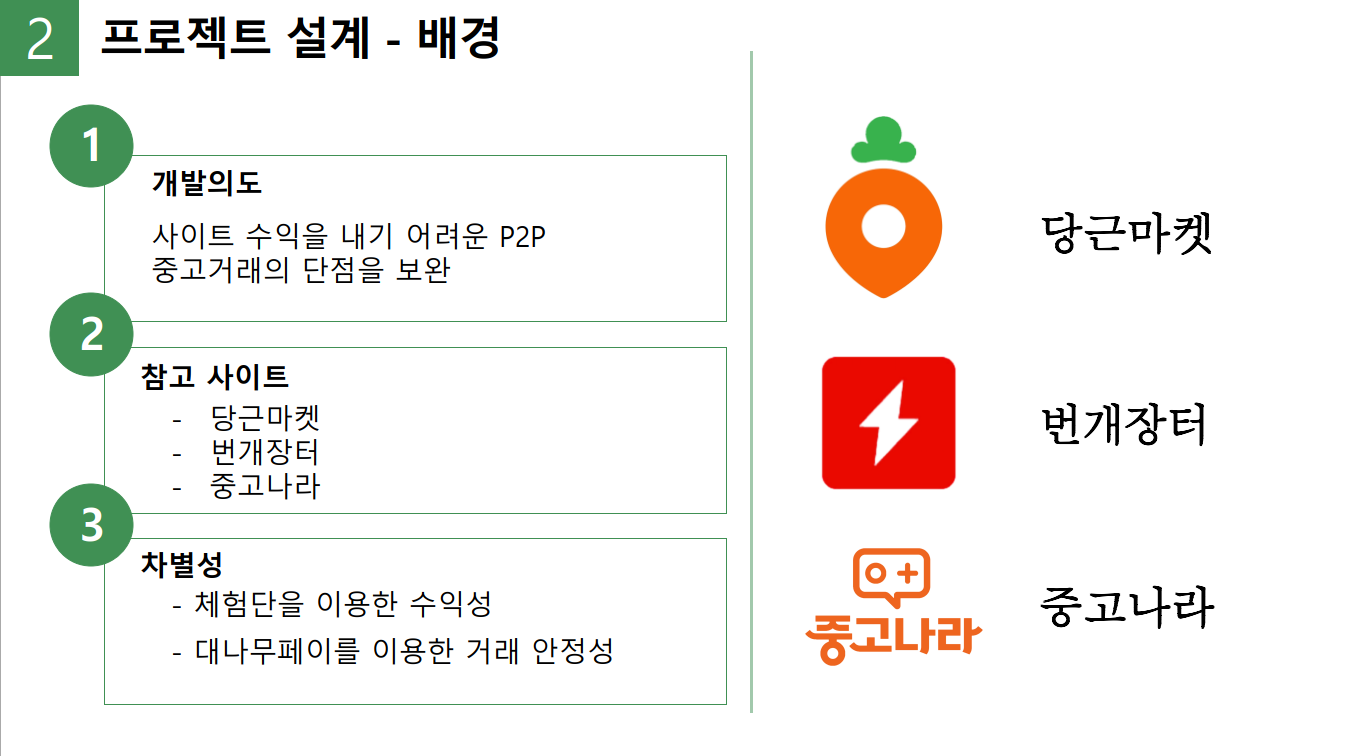 2
프로젝트 설계 - 배경
1
개발의도
사이트 수익을 내기 어려운 P2P
중고거래의 단점을 보완
2
참고 사이트
- 당근마켓
- 번개장터
- 중고나라
3
차별성
- 체험단을 이용한 수익성
- 대나무페이를 이용한 거래 안정성
당근마켓
번개장터
중고나라
중고나라